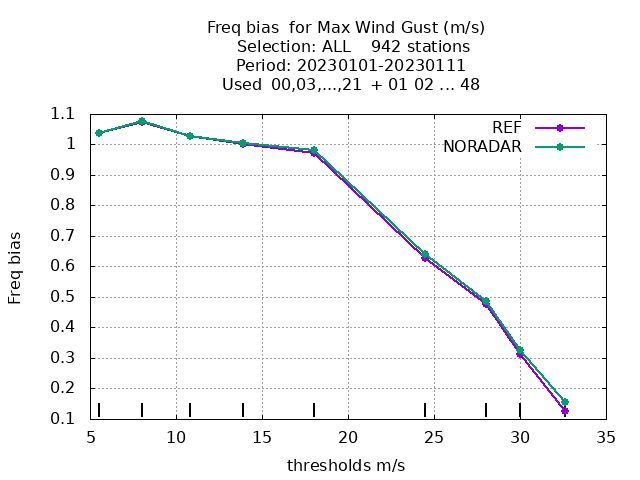 Freq bias  for Max Wind Gust (m/s)
Selection: ALL    942 stations
Period: 20230101-20230111
Used  00,03,...,21  + 01 02 ... 48
REF
NORADAR
1.1
1
0.9
0.8
0.7
0.6
0.5
0.4
0.3
0.2
0.1
Freq bias
5 10 15 20 25 30 35
thresholds m/s